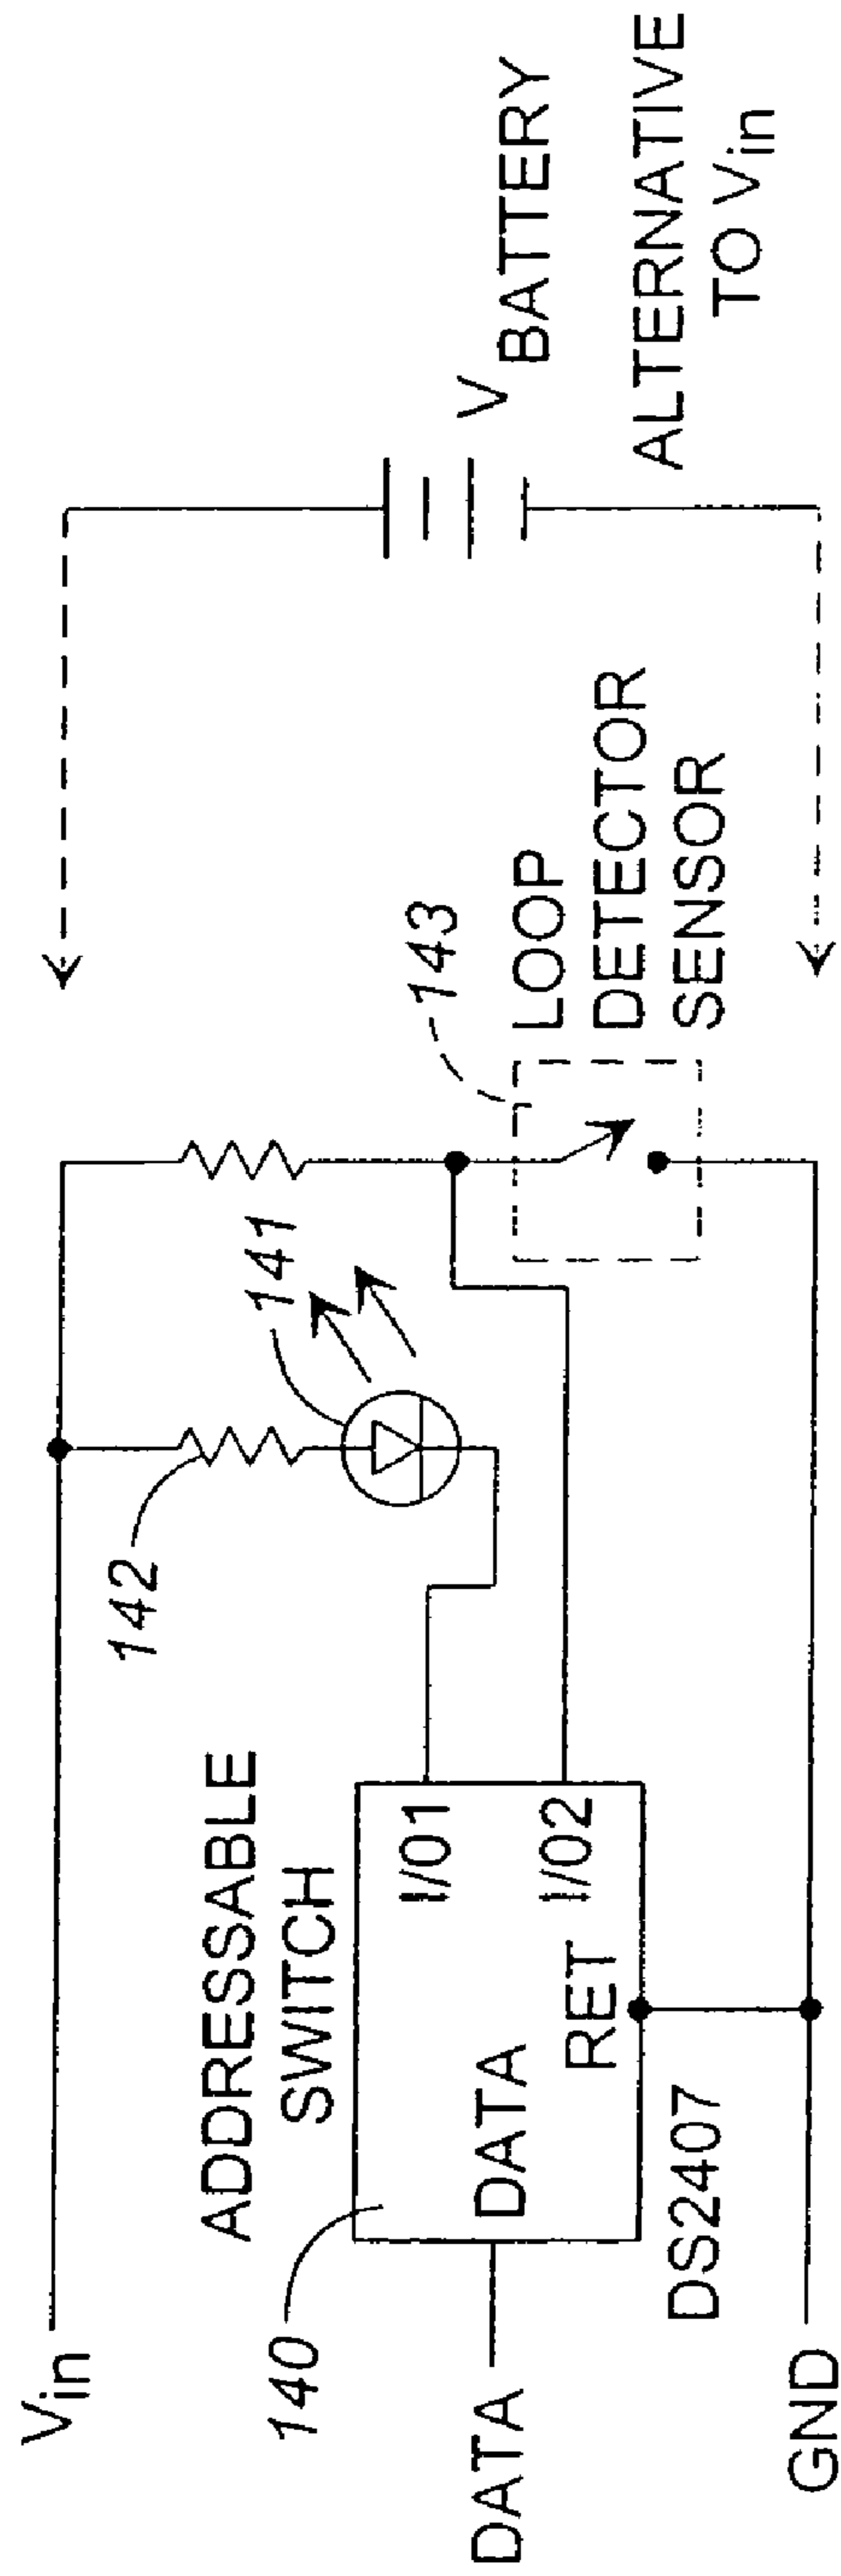 Vin
142
141
ADDRESSABLE
SWITCH
140
DATA
DATA
I/01
I/02
RET
DS2407
GND
143
LOOP
DETECTOR
SENSOR
V BATTERY
ALTERNATIVE
TO Vin